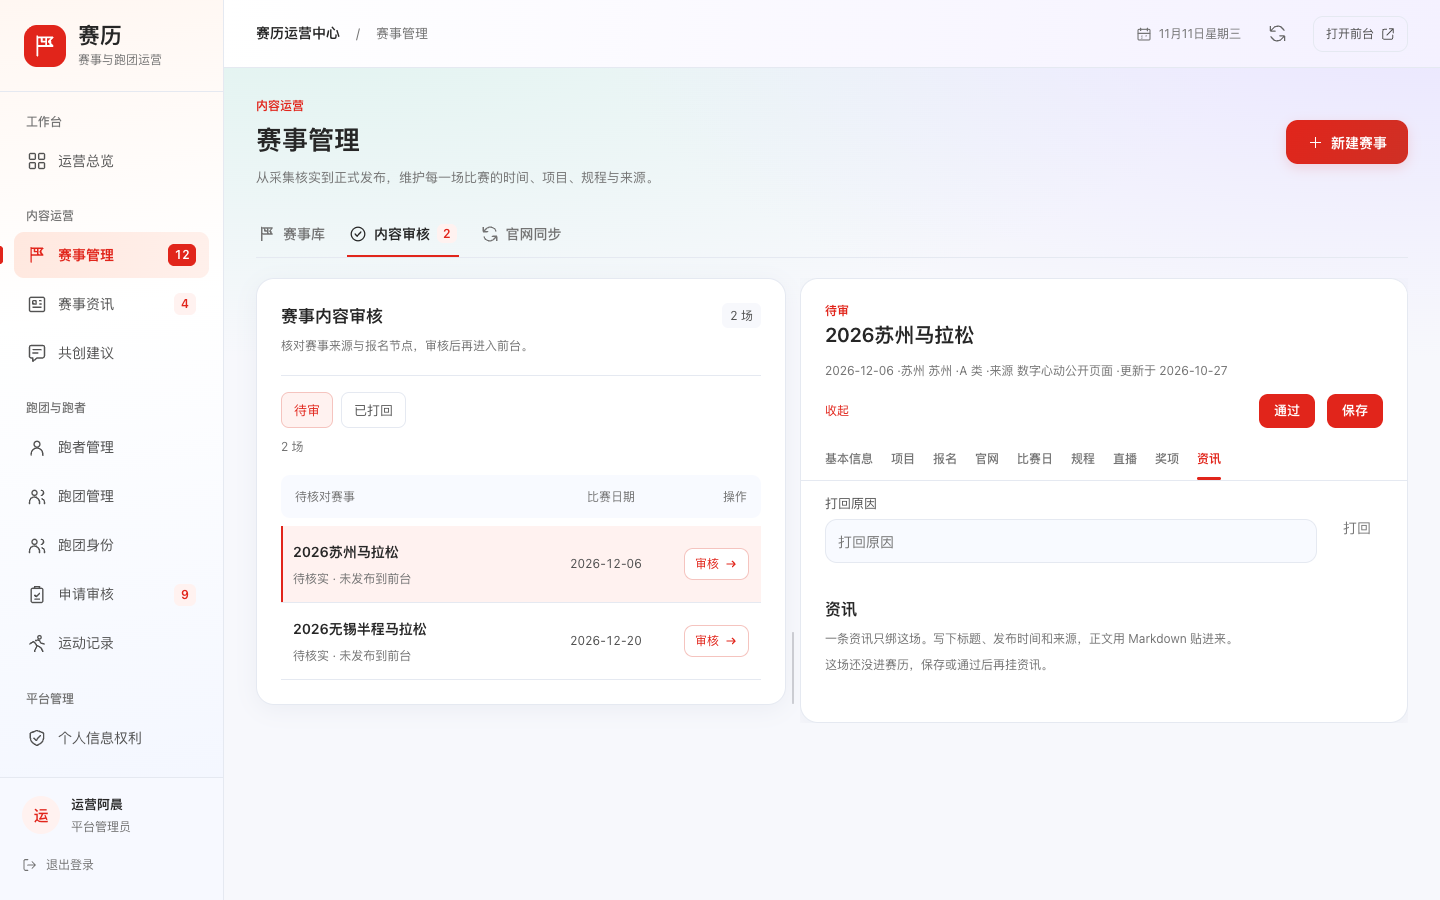 赛历
赛事与跑团运营
工作台
运营总览
内容运营
赛事管理 12
赛事资讯 4
共创建议
跑团与跑者
跑者管理
跑团管理
跑团身份
申请审核 9
运动记录
平台管理
个人信息权利
运
运营阿晨
平台管理员
退出登录
赛历运营中心 / 赛事管理
11月11日星期三
打开前台
内容运营
赛事管理
从采集核实到正式发布，维护每一场比赛的时间、项目、规程与来源。
新建赛事
赛事库 内容审核 2 官网同步
赛事内容审核 2 场
核对赛事来源与报名节点，审核后再进入前台。
待审 已打回
2 场
待核对赛事 比赛日期 操作
2026苏州马拉松
待核实 · 未发布到前台
2026-12-06
审核
2026无锡半程马拉松
待核实 · 未发布到前台
2026-12-20
审核
待审
2026苏州马拉松
2026-12-06 ·苏州 苏州 ·A 类 ·来源 数字心动公开页面 ·更新于 2026-10-27
收起 通过 保存
基本信息 项目 报名 官网 比赛日 规程 直播 奖项 资讯
打回原因
打回原因
打回
资讯
一条资讯只绑这场。写下标题、发布时间和来源，正文用 Markdown 贴进来。
这场还没进赛历，保存或通过后再挂资讯。